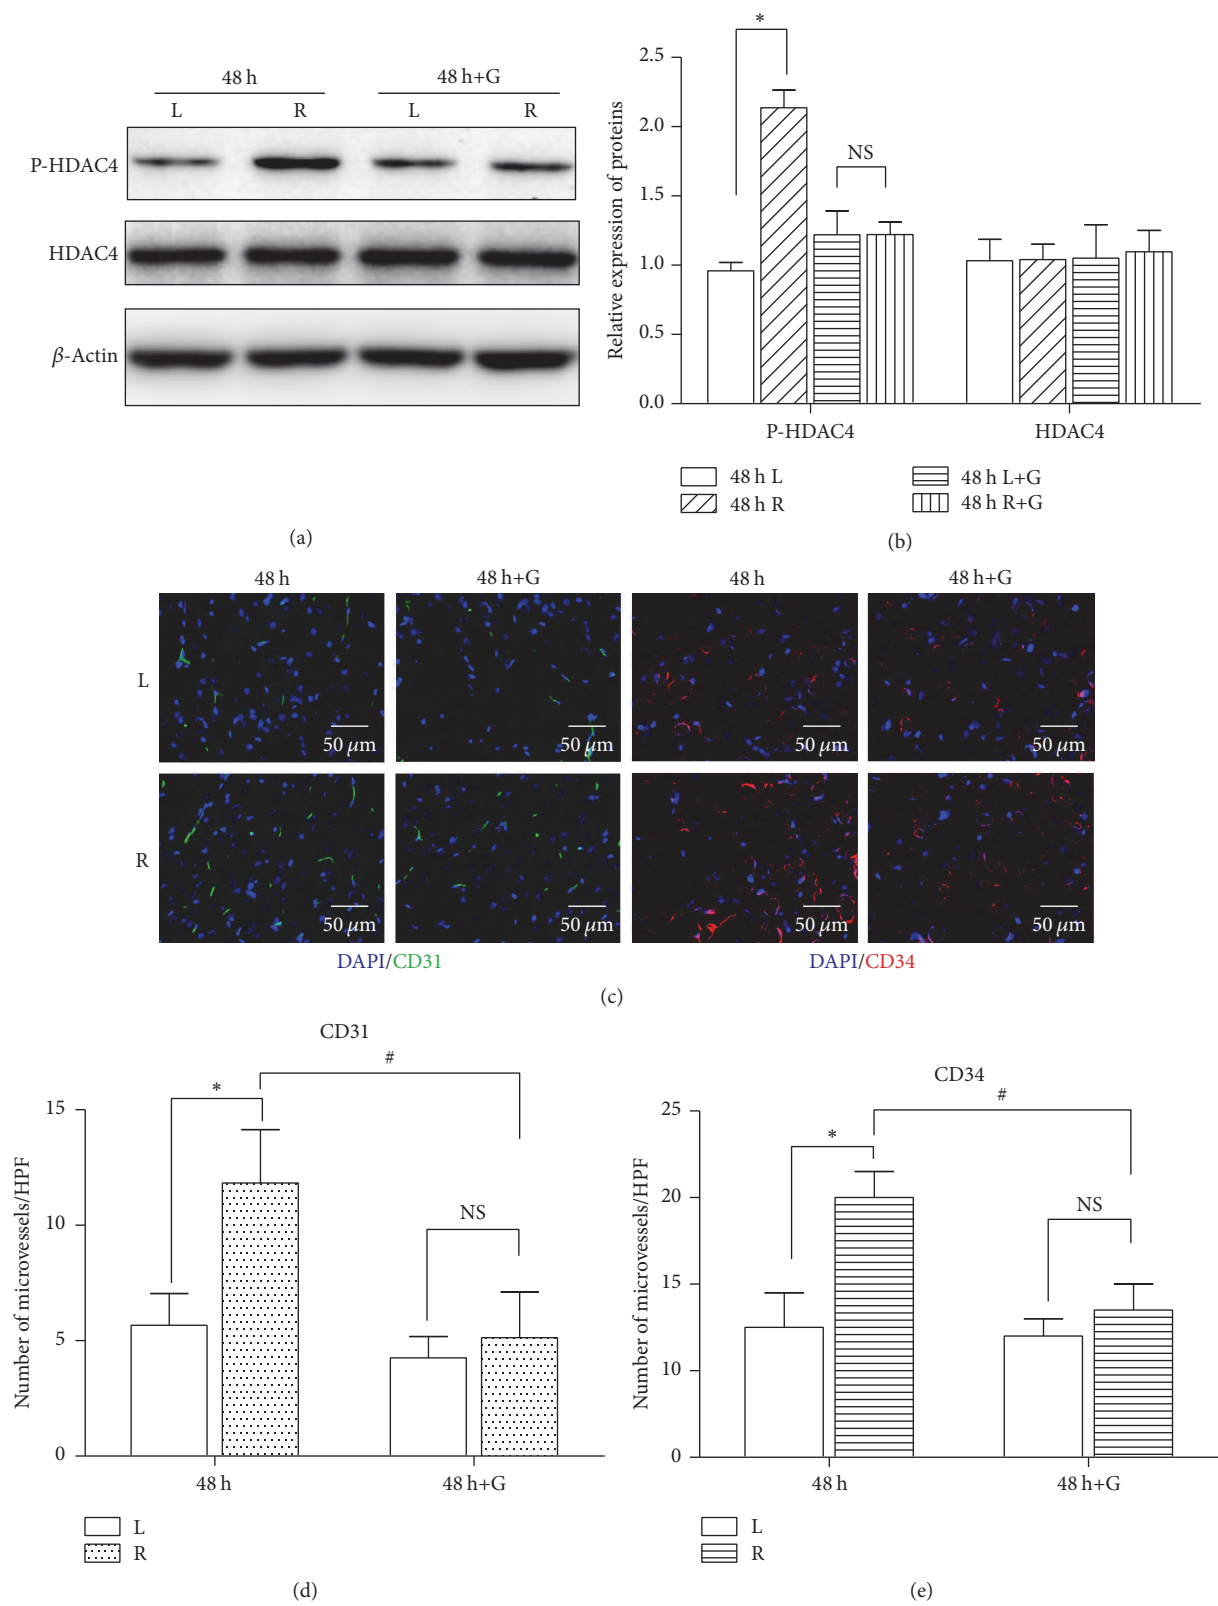 48 h 48 h+G
L R L R
P-HDAC4
HDAC4
β-Actin
(a)
*
NS
2.5
2.0
1.5
1.0
0.5
0.0
Relative expression of proteins
P-HDAC4 HDAC4
48 h L 48 h L+G
48 h R 48 h R+G
(b)
48 h 48 h+G 48 h 48 h+G
L
50 μm 50 μm 50 μm 50 μm
R
50 μm 50 μm 50 μm 50 μm
DAPI/CD31 DAPI/CD34
(c)
CD31
#
*
NS
15
10
5
0
Number of microvessels/HPF
48 h 48 h+G
L
R
(d)
CD34
#
*
NS
25
20
15
10
0
Number of microvessels/HPF
48 h 48 h+G
L
R
(e)